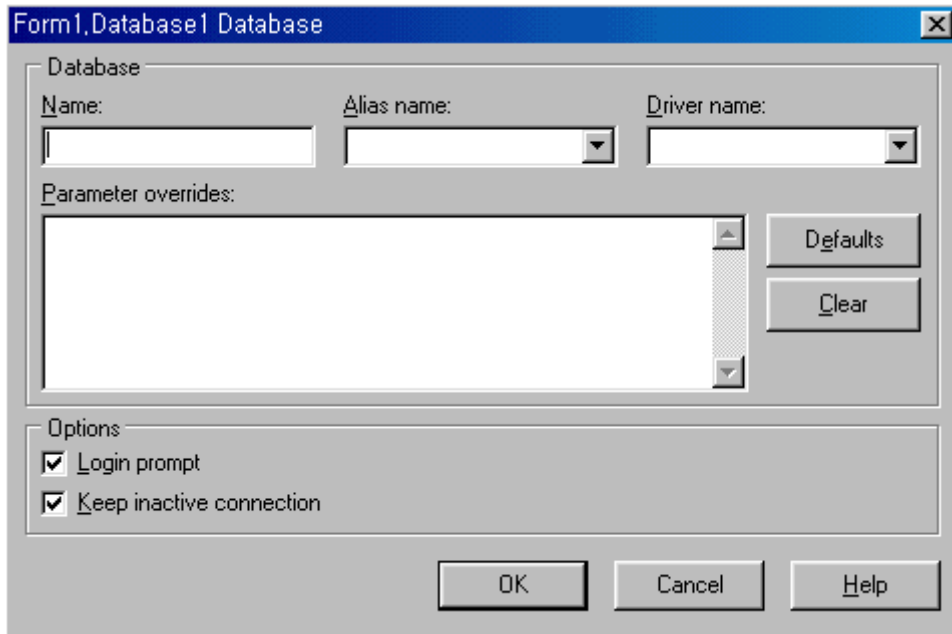 Form1,Database1 Database
Database
Name:
Alias name:
Driver name:
Parameter overrides:
Defaults
Clear
Options
Login prompt
Keep inactive connection
OK
Cancel
Help